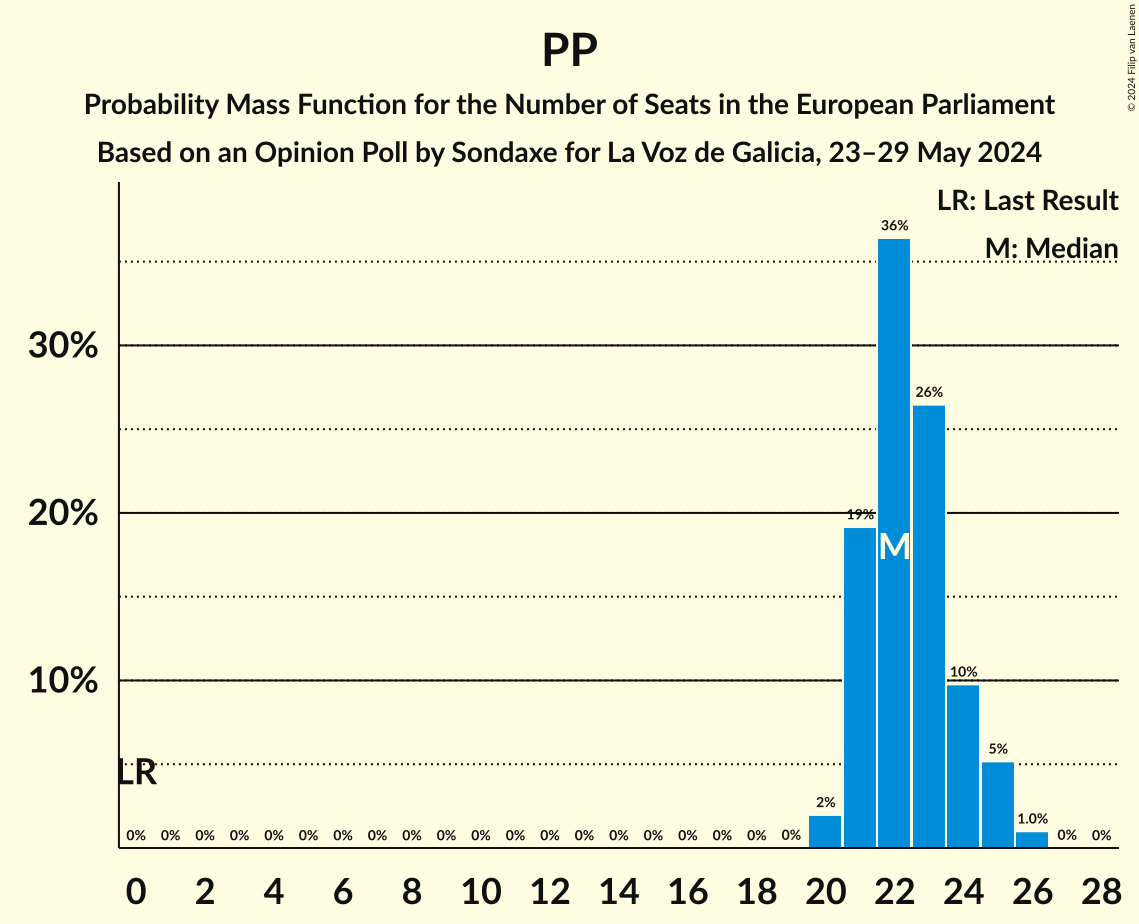 PP
Probability Mass Function for the Number of Seats in the European Parliament
Based on an Opinion Poll by Sondaxe for La Voz de Galicia, 23–29 May 2024
© 2024 Filip van Laenen
LR: Last Result
M: Median
36%
30%
26%
20%
19%
M
10%
10%
5%
LR
2%
1.0%
0% 0% 0% 0% 0% 0% 0% 0% 0% 0% 0% 0% 0% 0% 0% 0% 0% 0% 0% 0% 0% 0%
0 2 4 6 8 10 12 14 16 18 20 22 24 26 28